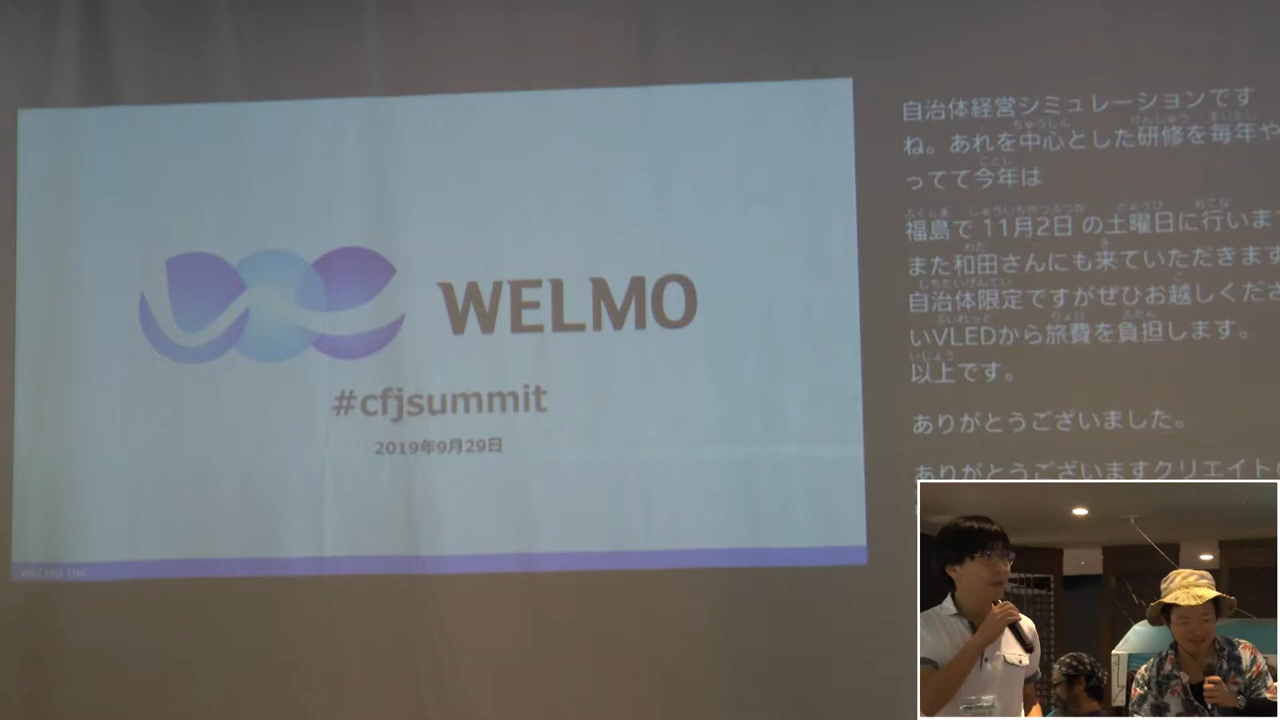 WELMO
#cfjsummit
2019年9月29日
WELMO INC.
自治体経営シミュレーションです
ね。あれを中心とした研修を毎年や
ってて今年は
福島で 11月2日 の土曜日に行いま
また和田さんにも来ていただきます
自治体限定ですがぜひお越しくださ
いVLEDから旅費を負担します。
以上です。
ありがとうございました。
ありがとうございますクリエイト